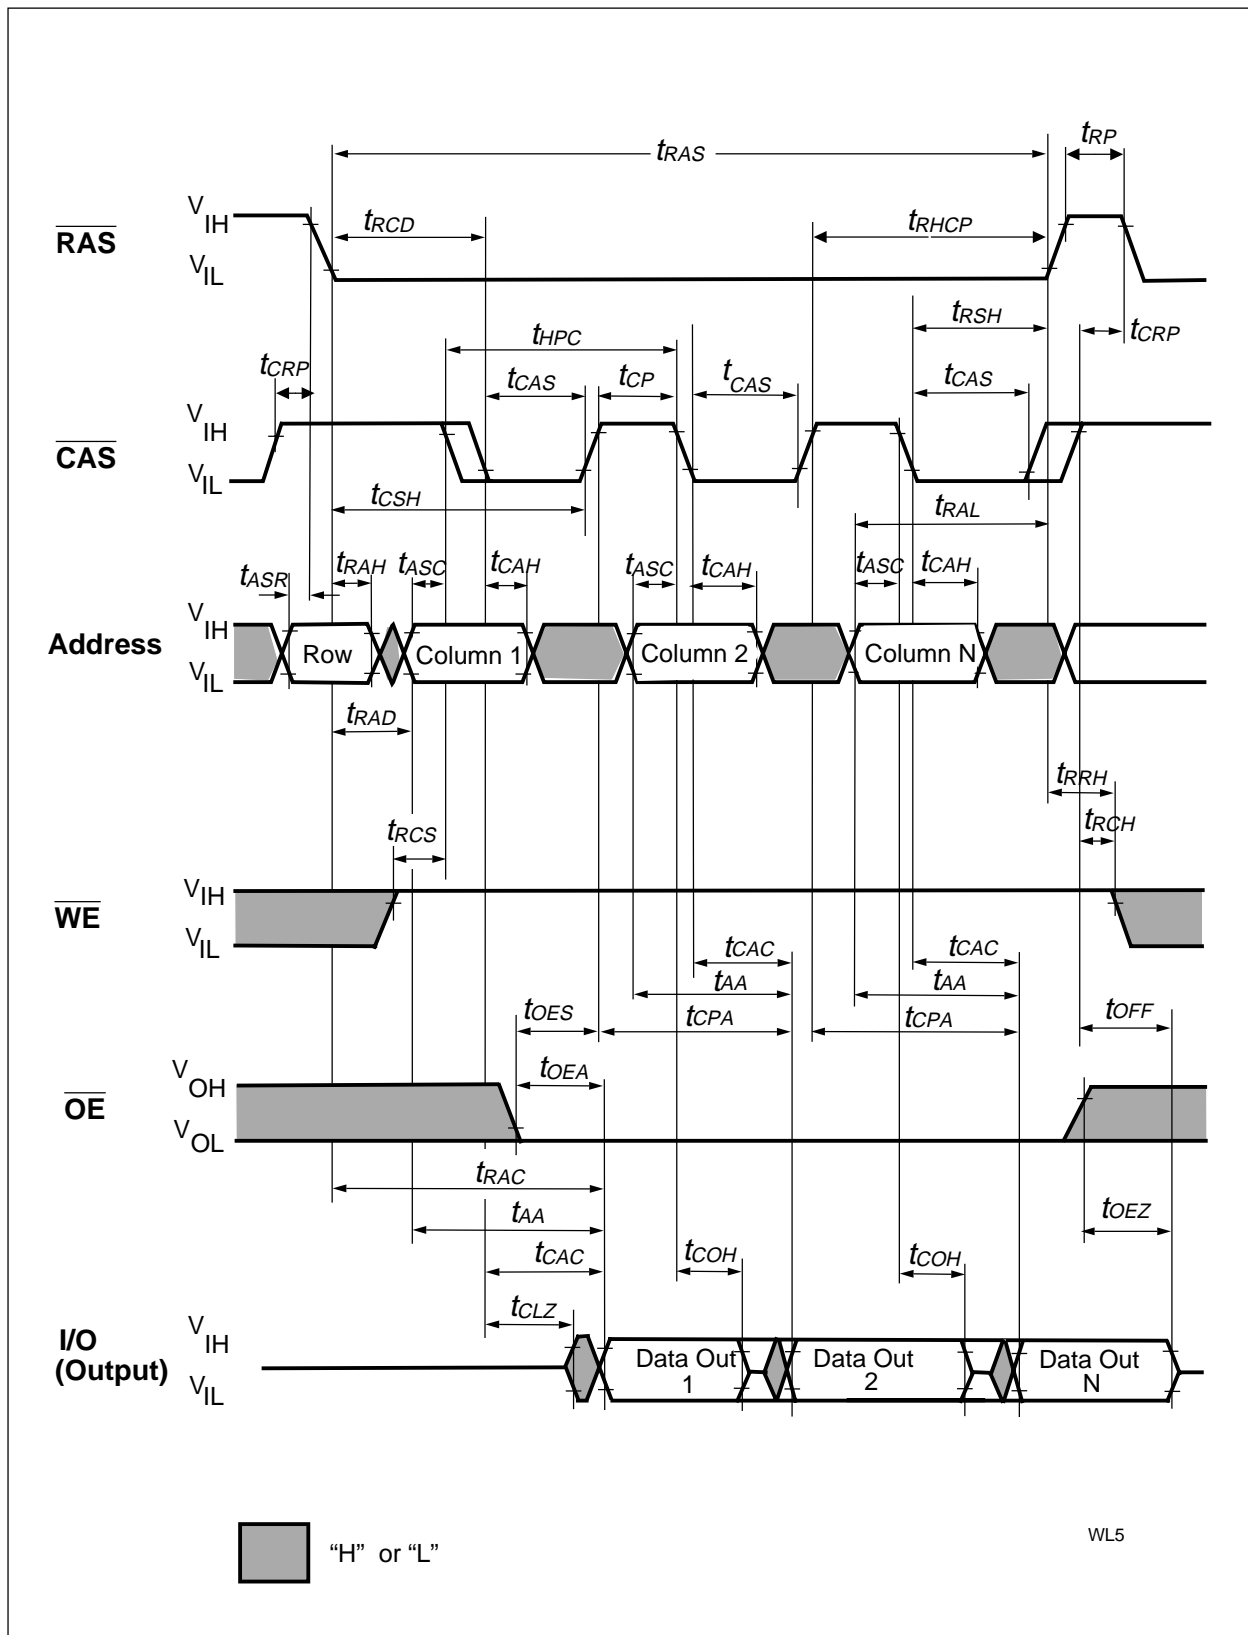 tRAS
tRP
VIH
RAS
VIL
tRCD
tRHCP
tRSH
tCRP
tHPC
tCRP
tCAS
tCP
tCAS
tCAS
VIH
CAS
VIL
tCSH
tRAL
tASR
tRAH
tASC
tCAH
tASC
tCAH
tASC
tCAH
VIH
Address
VIL
Row
Column 1
Column 2
Column N
tRAD
tRRH
tRCS
tRCH
VIH
WE
VIL
tCAC
tCAC
tAA
tAA
tOES
tCPA
tCPA
tOFF
tOEA
VOH
OE
VOL
tRAC
tAA
tOEZ
tCAC
tCOH
tCOH
tCLZ
I/O
(Output)
VIH
VIL
Data Out
1
Data Out
2
Data Out
N
"H" or "L"
WL5